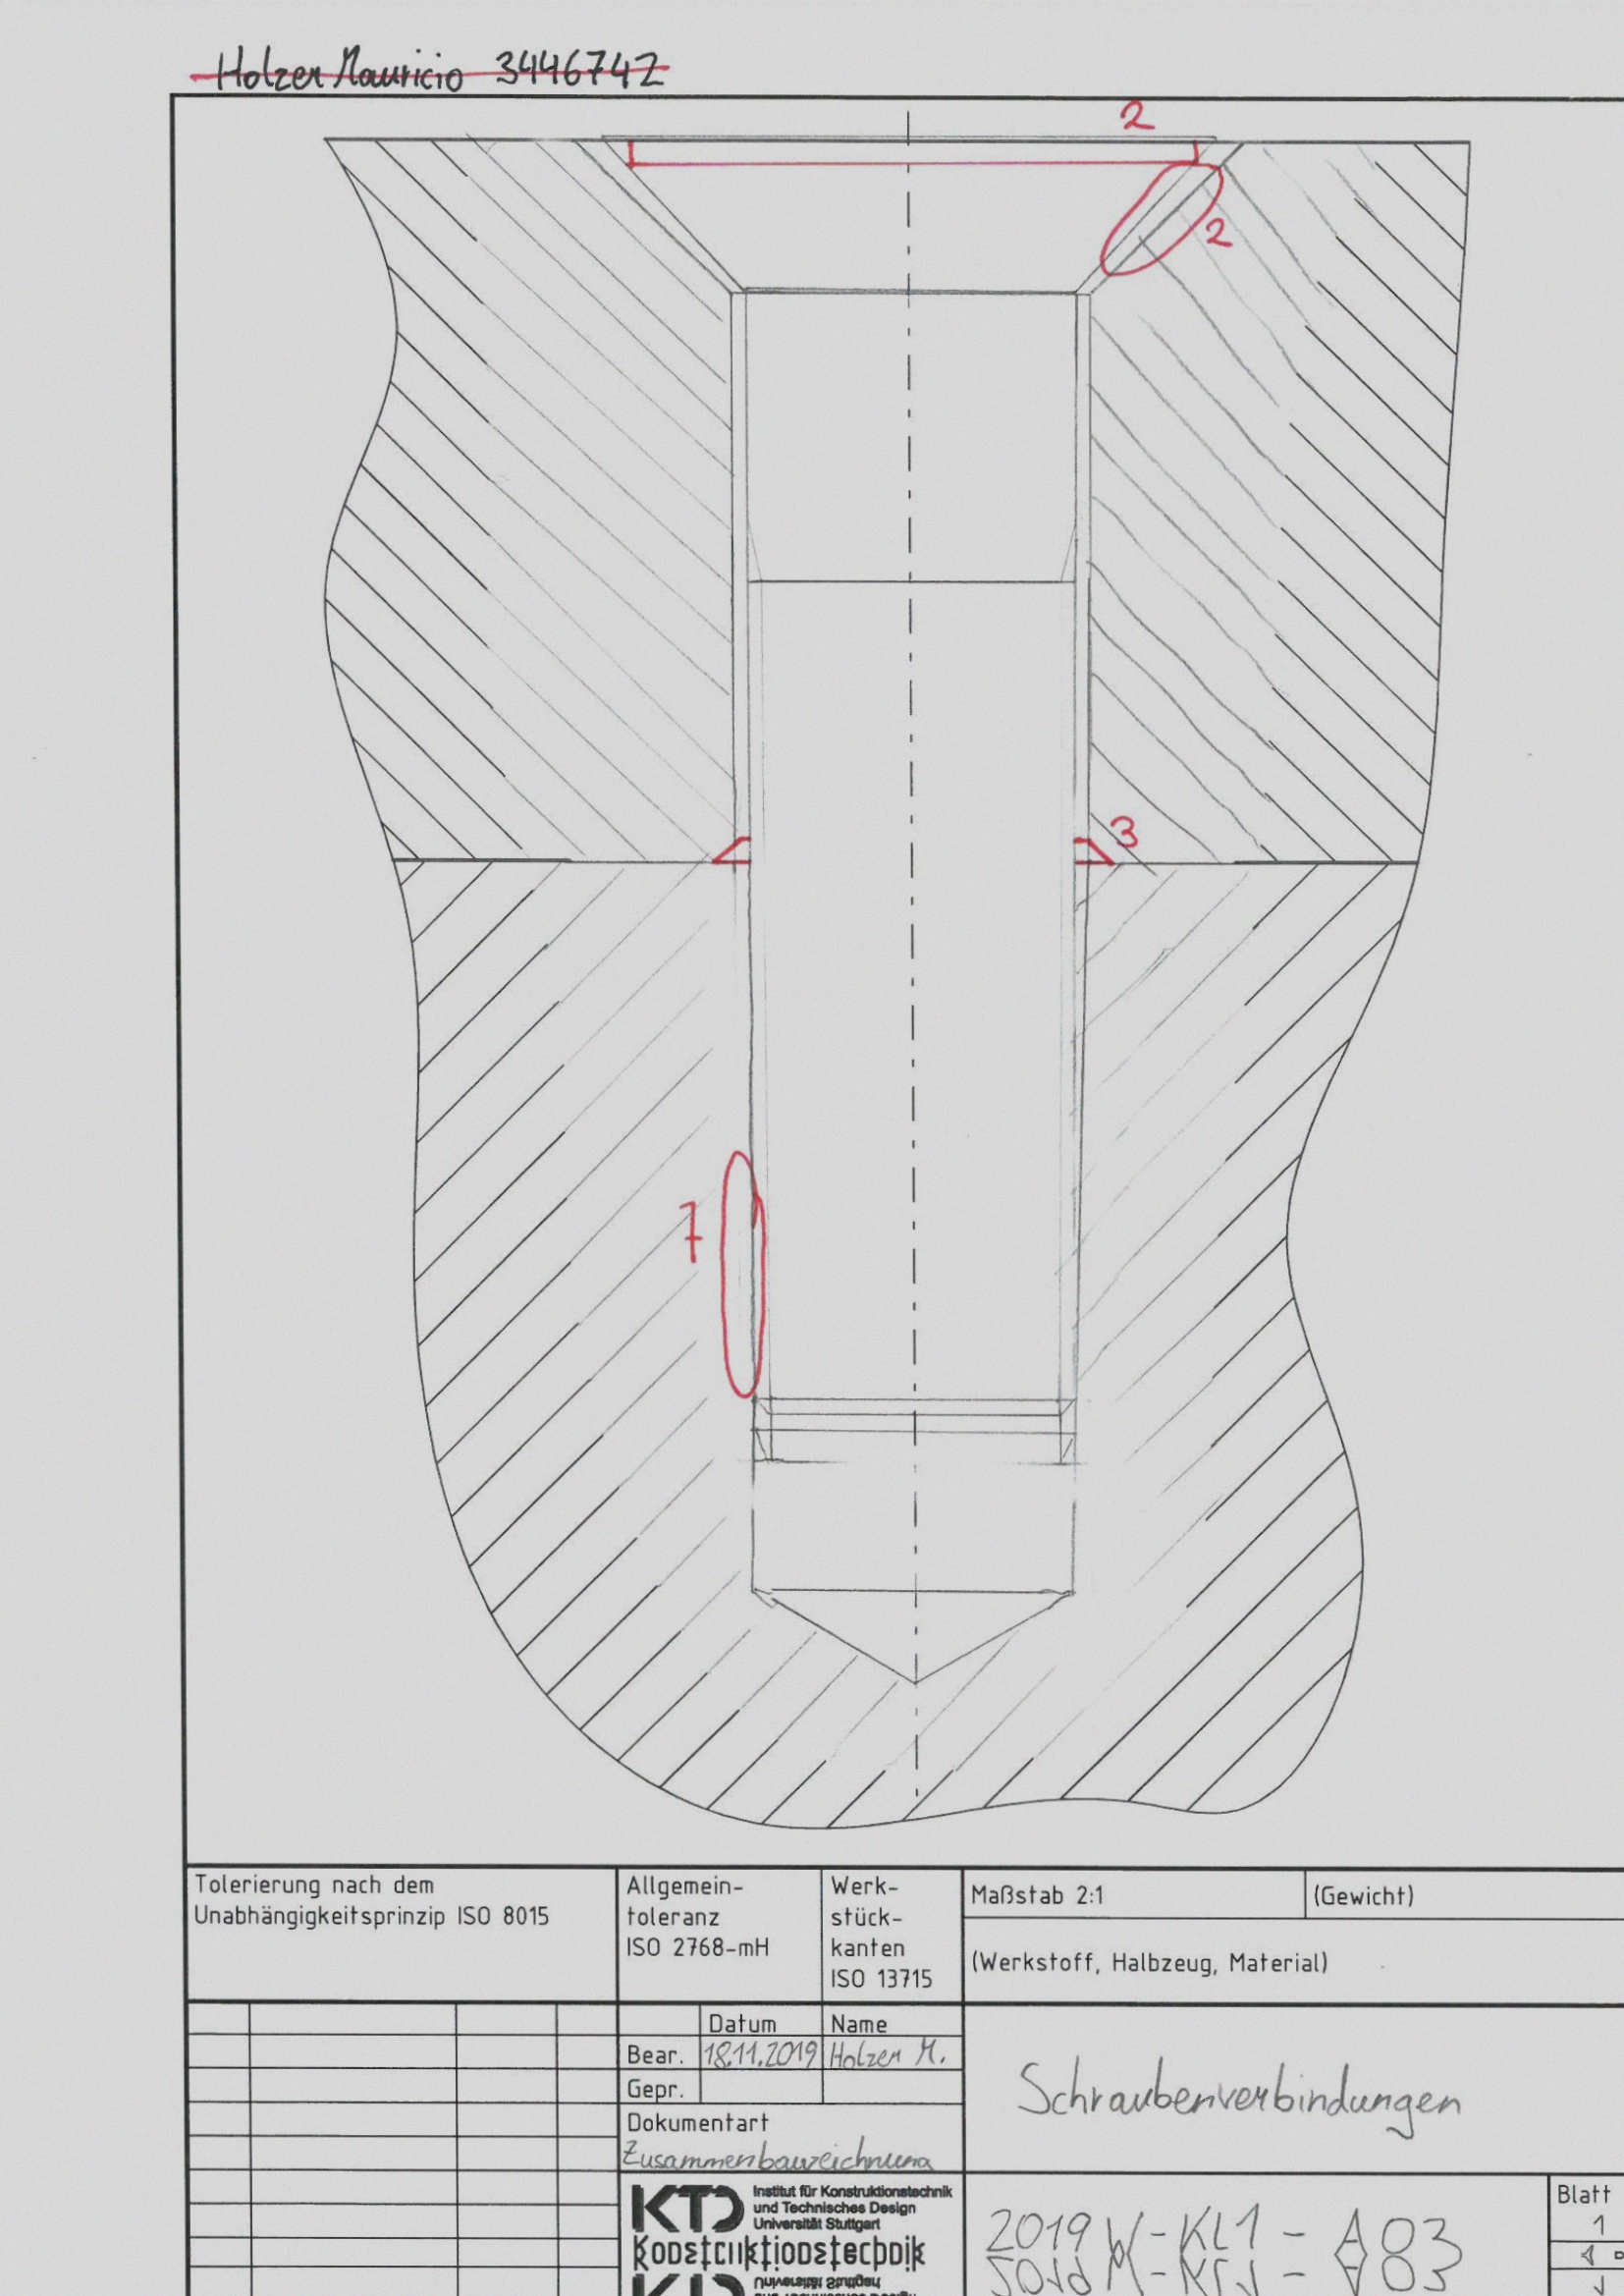 Holzer Mauricio 3446742
2
2
3
7
Tolerierung nach dem
Unabhängigkeitsprinzip ISO 8015
Allgemein-
toleranz
ISO 2768-mH
Werk-
stück-
kanten
ISO 13715
Maßstab 2:1
(Gewicht)
(Werkstoff, Halbzeug, Material)
Datum
Name
Bear.
18.11.2019
Holzer M.
Gepr.
Dokumentart
Zusammenbauzeichnung
Schraubenverbindungen
KTD
Institut für Konstruktionstechnik
und Technisches Design
Universität Stuttgart
2019 W-KL1-A03
Blatt
1